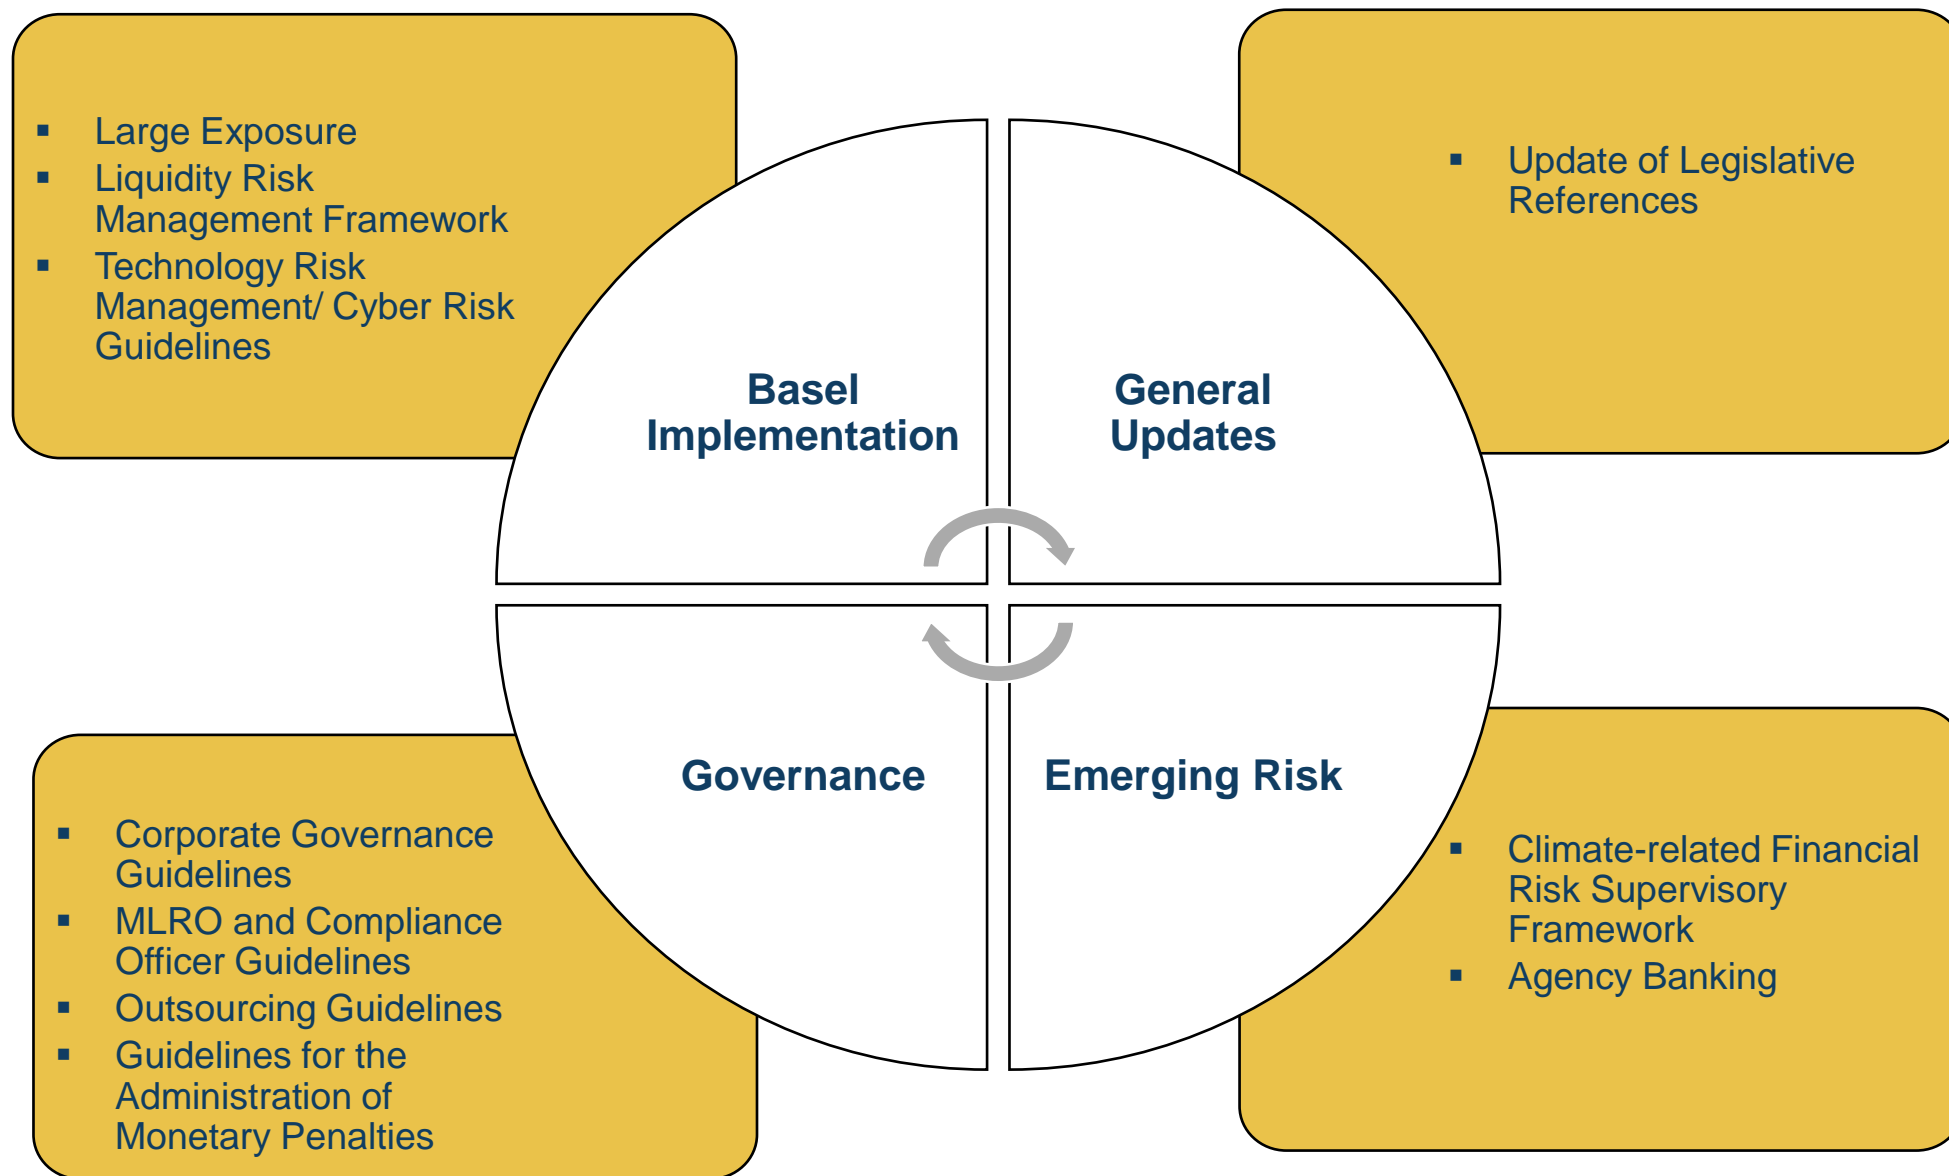 Large Exposure
Liquidity Risk
Management Framework
Technology Risk
Management/ Cyber Risk
Guidelines
Update of Legislative
References
Basel
Implementation
General
Updates
Governance
Emerging Risk
Corporate Governance
Guidelines
MLRO and Compliance
Officer Guidelines
Outsourcing Guidelines
Guidelines for the
Administration of
Monetary Penalties
Climate-related Financial
Risk Supervisory
Framework
Agency Banking